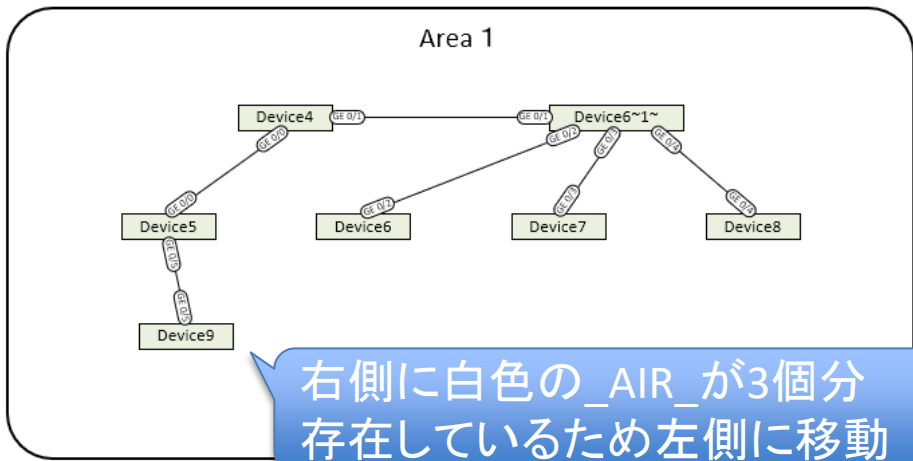 Area 1
Device4
GE 0/1
GE 0/1
Device6~1~
GE 0/0
GE 0/2
GE 0/3
GE 0/4
GE 0/0
GE 0/2
GE 0/3
GE 0/4
Device5
Device6
Device7
Device8
GE 0/5
GE 0/5
Device9
右側に白色の_AIR_が3個分
存在しているため左側に移動